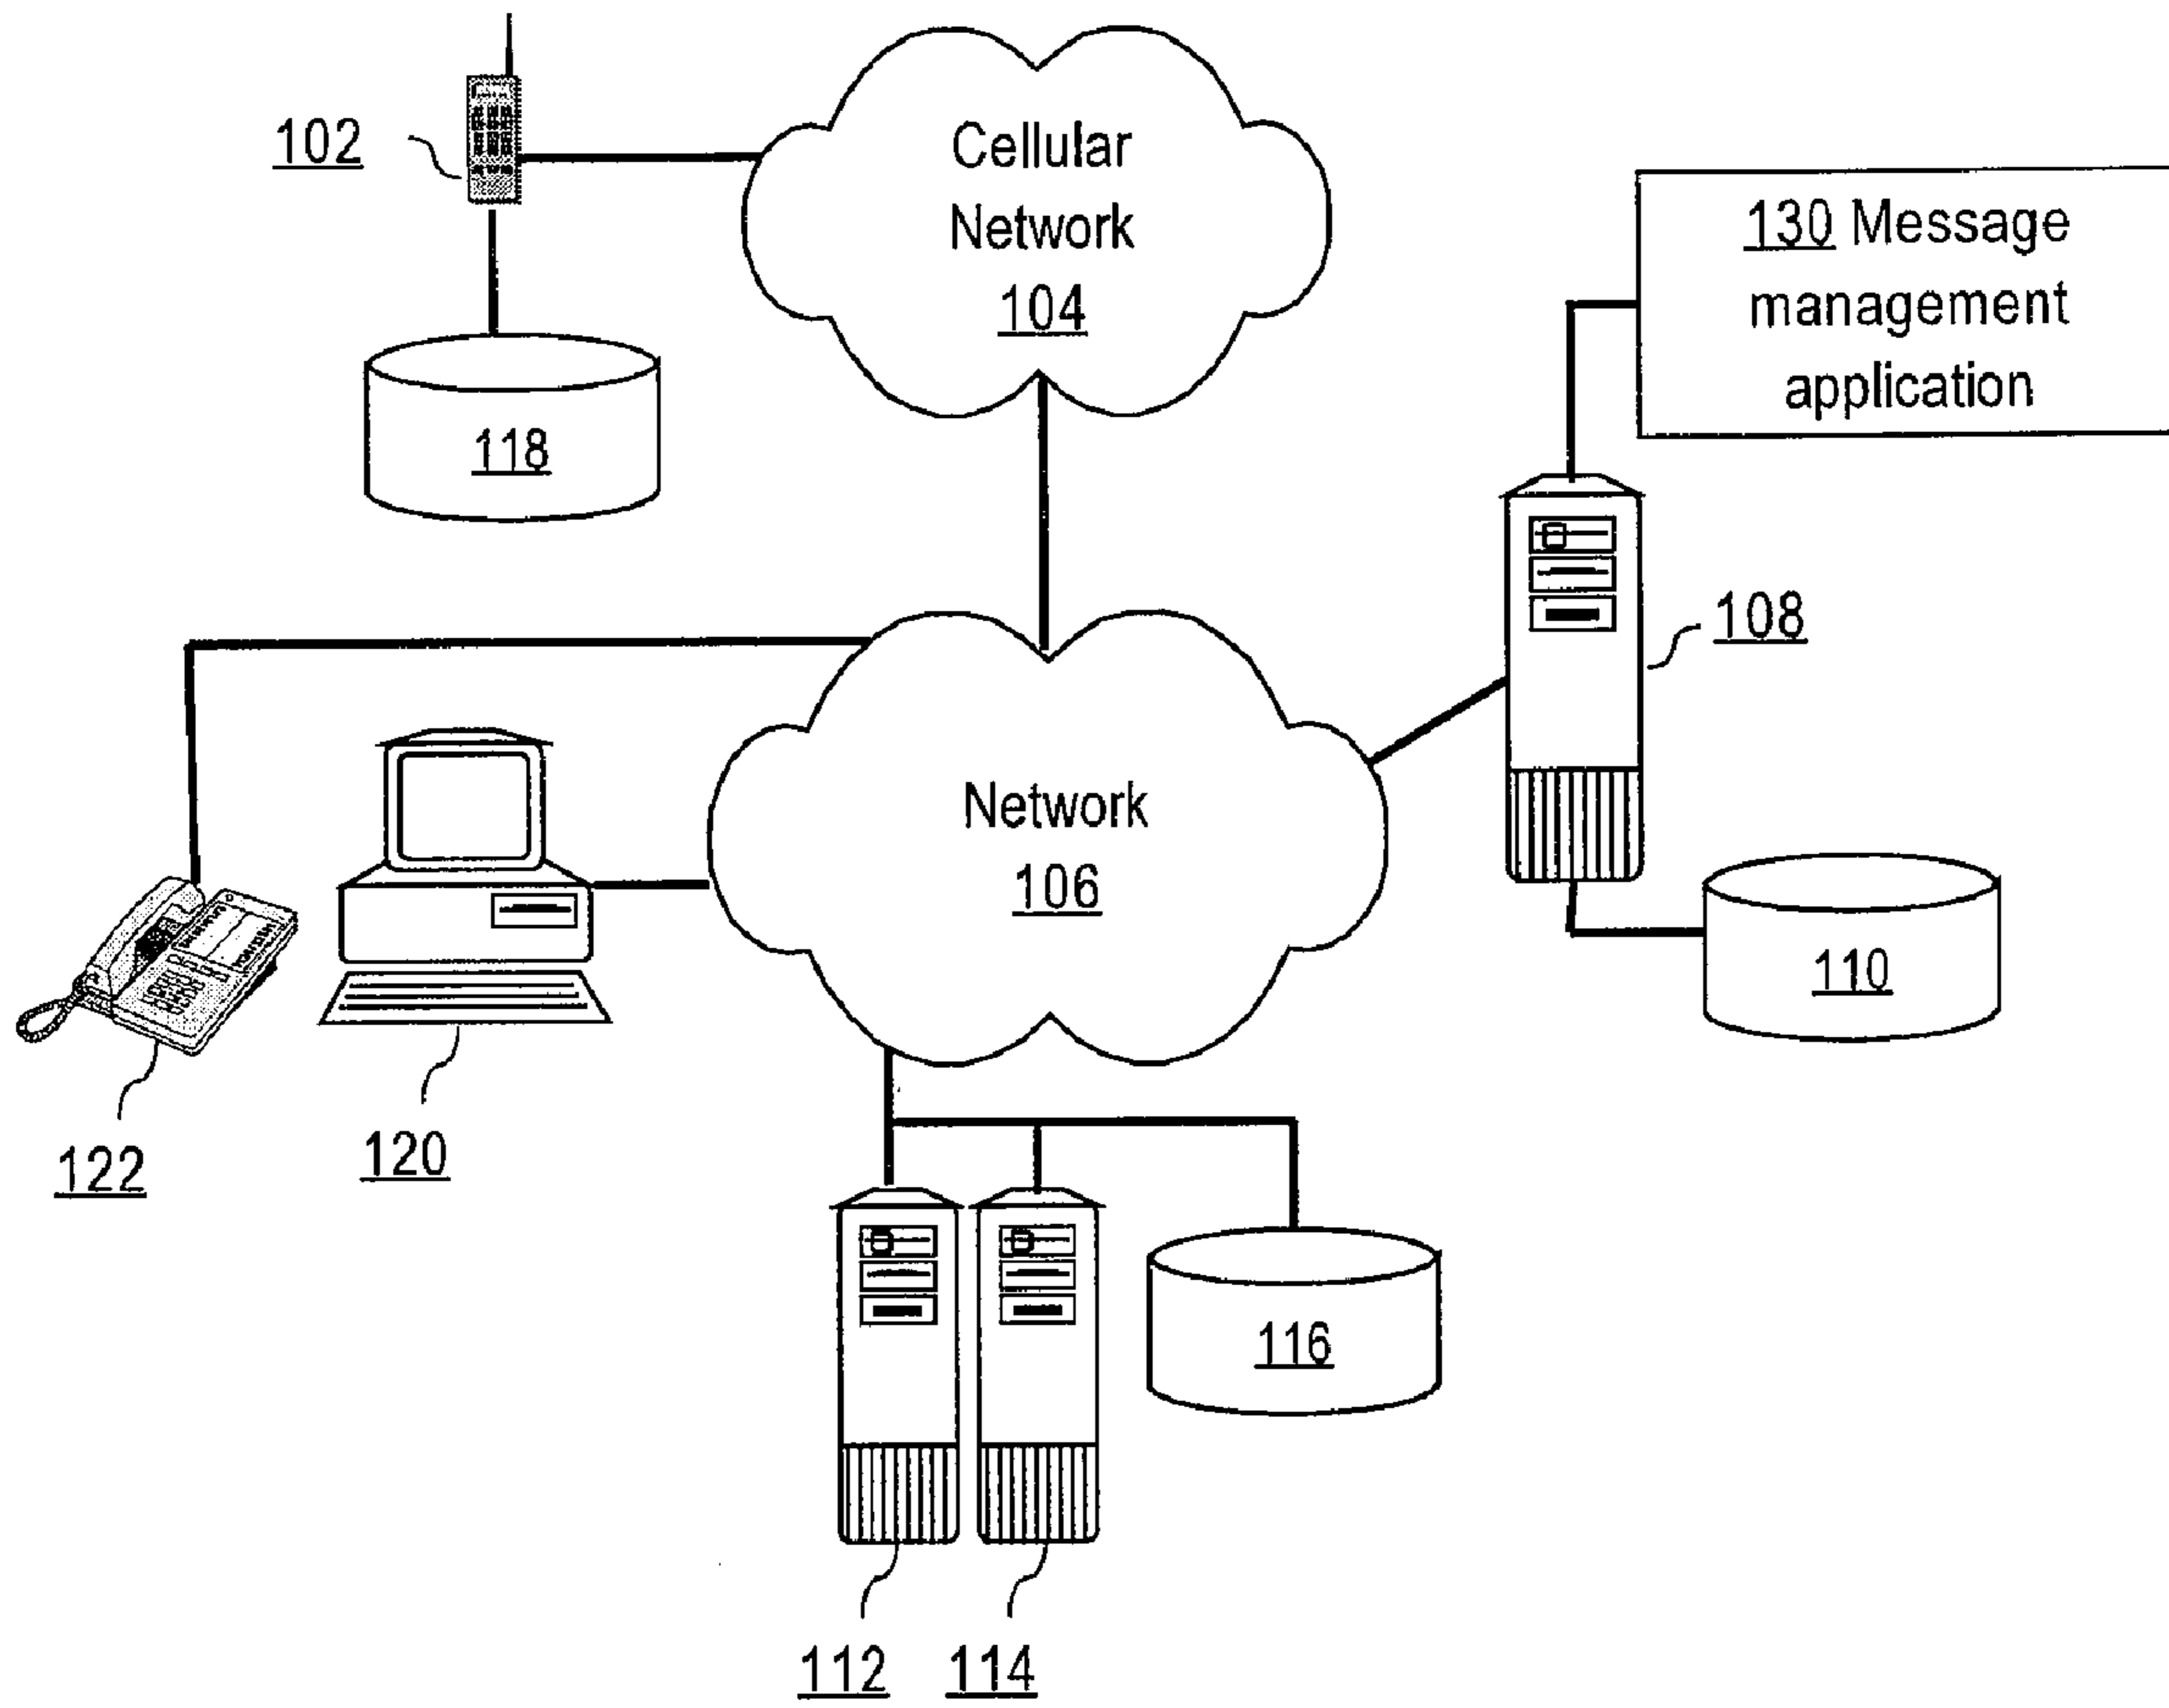 102
Cellular
Network
104
130 Message
management
application
118
108
Network
106
110
122
120
116
112
114